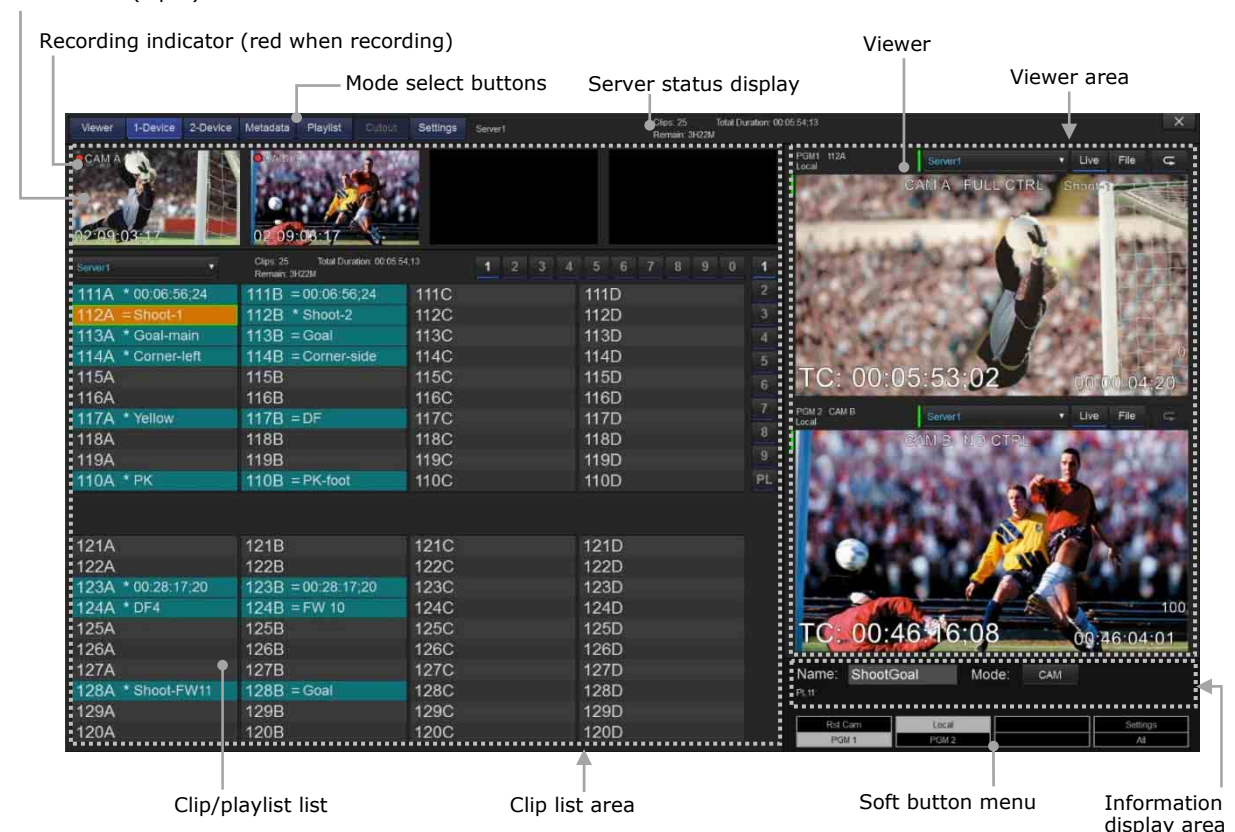 Recording indicator (red when recording)
Viewer
Mode select buttons
Server status display
Viewer area
Viewer 1-Device 2-Device Metadata Playlist Cutout Settings Server1
Clips: 25 Total Duration: 00:05:54;13
Remain: 3H22M
CAM A
02:09:03:17
02:09:06:17
PGM1 112A
Local
Server1 Live File
CAM A FULL CTRL Shoot-1
TC: 00:05:53;02
00:00:04;20
Server1
Clips: 25 Total Duration: 00:05:54;13
Remain: 3H22M
1 2 3 4 5 6 7 8 9 0 1
2
3
4
5
6
7
8
9
PL
111A * 00:06:56;24 111B = 00:06:56;24 111C 111D
112A = Shoot-1 112B * Shoot-2 112C 112D
113A * Goal-main 113B = Goal 113C 113D
114A * Corner-left 114B = Corner-side 114C 114D
115A 115B 115C 115D
116A 116B 116C 116D
117A * Yellow 117B = DF 117C 117D
118A 118B 118C 118D
119A 119B 119C 119D
110A * PK 110B = PK-foot 110C 110D
121A 121B 121C 121D
122A 122B 122C 122D
123A * 00:28:17;20 123B = 00:28:17;20 123C 123D
124A * DF4 124B = FW 10 124C 124D
125A 125B 125C 125D
126A 126B 126C 126D
127A 127B 127C 127D
128A * Shoot-FW11 128B = Goal 128C 128D
129A 129B 129C 129D
120A 120B 120C 120D
PGM 2 CAM B
Local
Server1 Live File
CAM B NO CTRL
100
TC: 00:46:16:08
00:46:04:01
Name: ShootGoal Mode: CAM
PL11
Rst Cam Local Settings
PGM 1 PGM 2 All
Clip/playlist list
Clip list area
Soft button menu
Information
display area